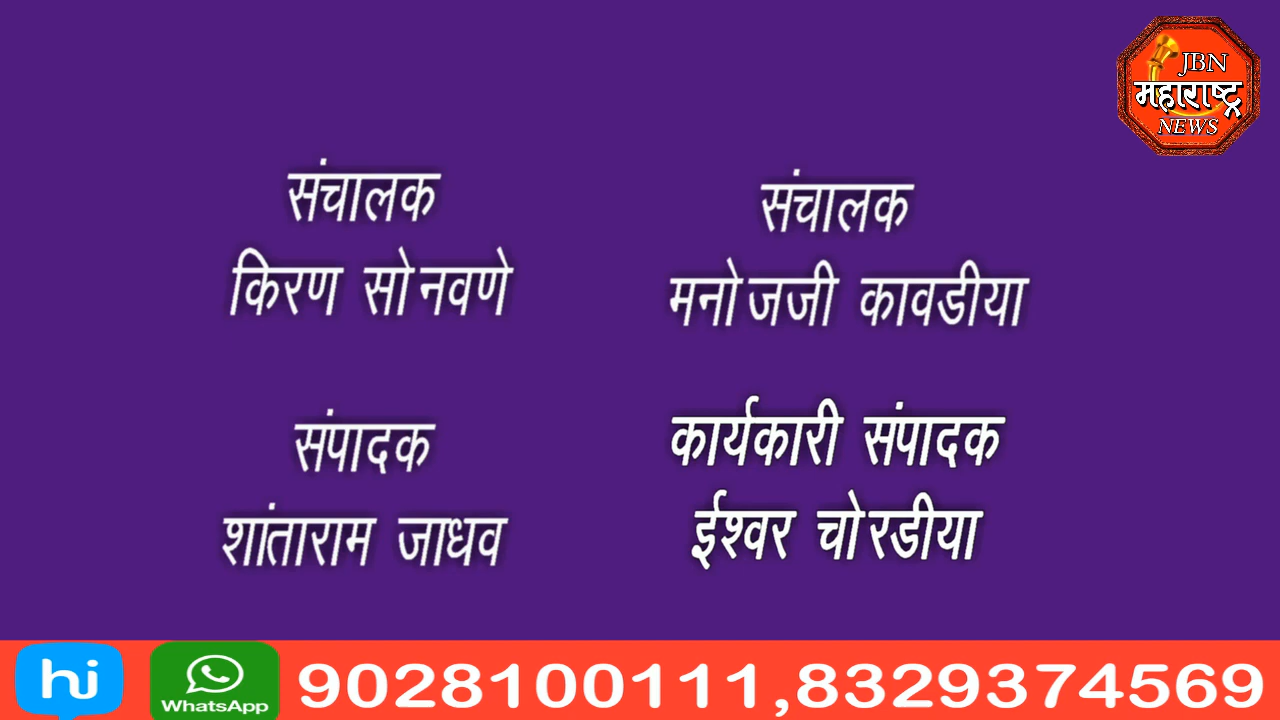 JBN
महाराष्ट्र
NEWS
संचालक
किरण सोनवणे
संचालक
मनोजजी कावडीया
संपादक
शांताराम जाधव
कार्यकारी संपादक
ईश्वर चोरडीया
hi
WhatsApp
9028100111,8329374569